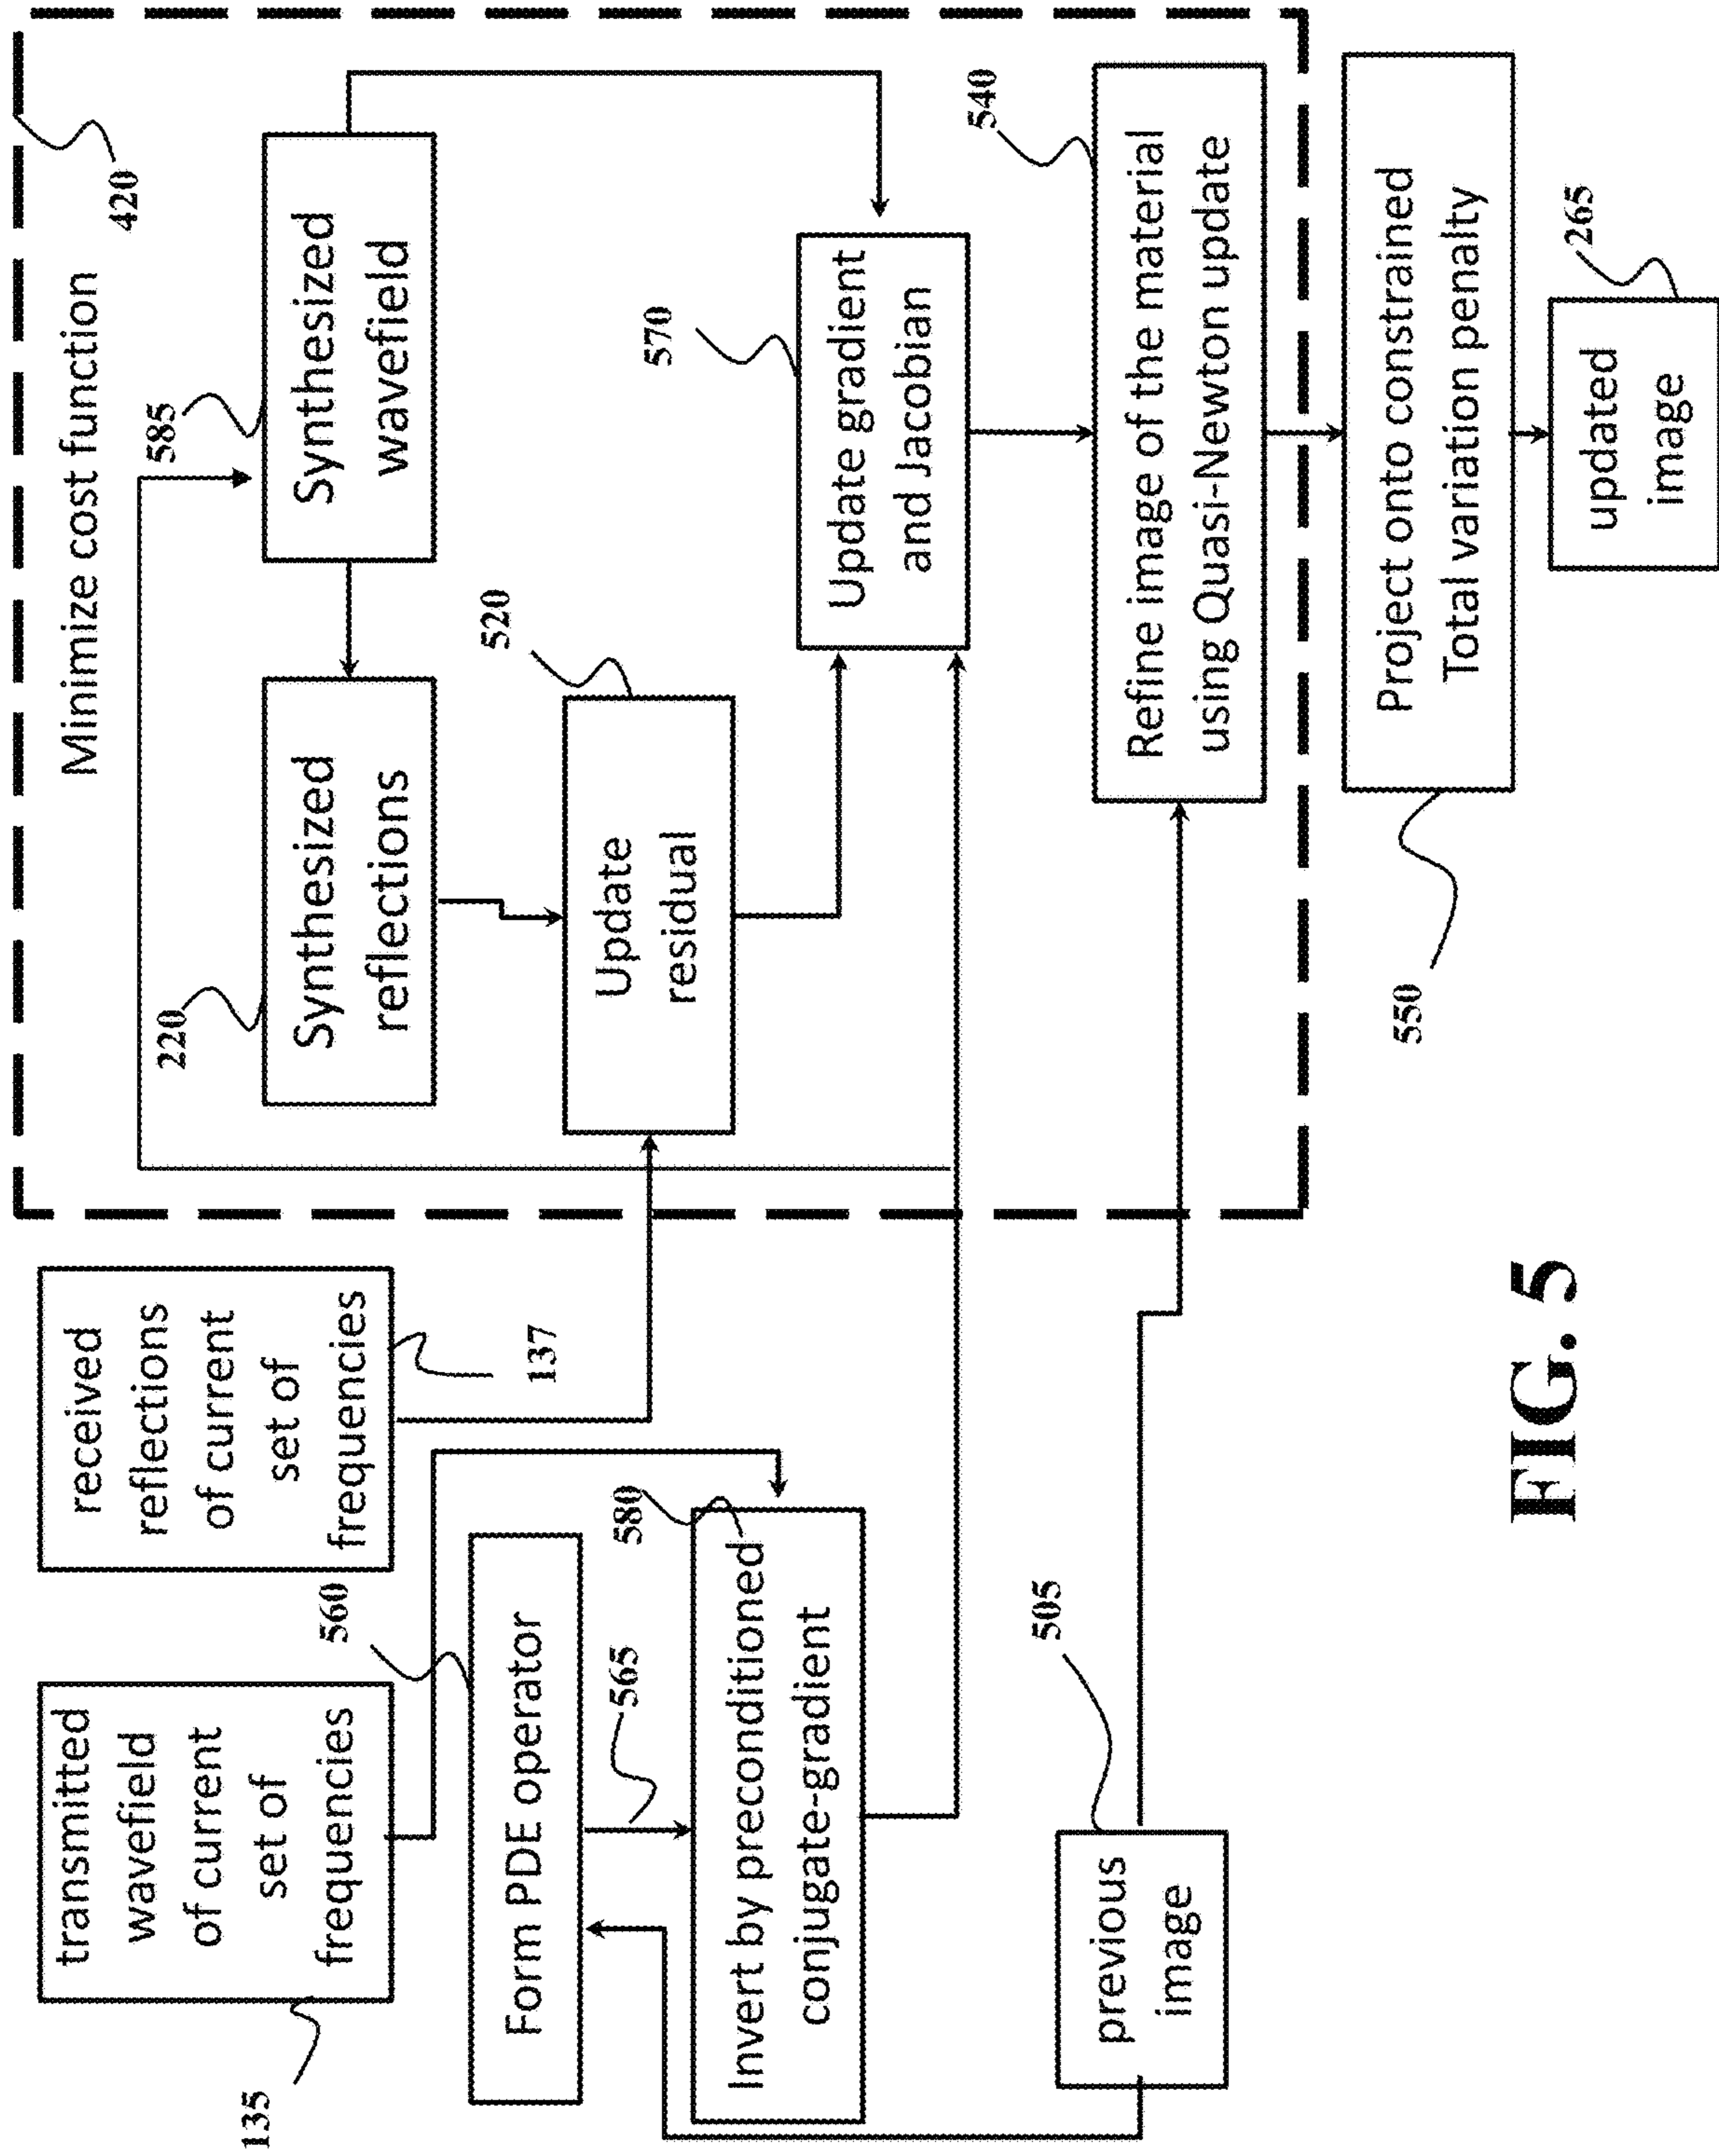 135
transmitted
wavefield
of current
set of
frequencies
received
reflections
of current
set of
frequencies
137
560
Form PDE operator
565
580
Invert by preconditioned
conjugate-gradient
505
previous
image
Minimize cost function
420
220
Synthesized
reflections
585
Synthesized
wavefield
520
Update
residual
570
Update gradient
and Jacobian
540
Refine image of the material
using Quasi-Newton update
550
Project onto constrained
Total variation penalty
265
updated
image
FIG. 5